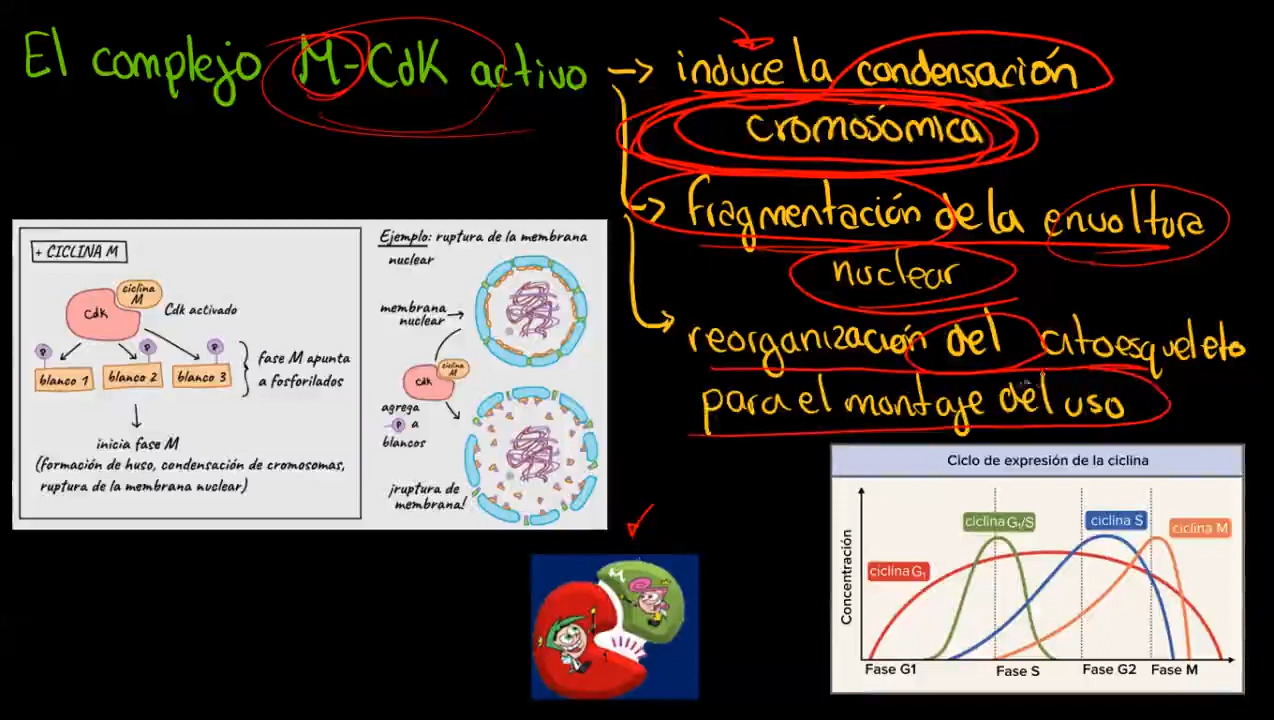 El complejo M-CdK activo -> induce la condensación
cromosómica
-> fragmentación de la envoltura
nuclear
-> reorganización del citoesqueleto
para el montaje del uso
+ CICLINA M
ciclina
M
Cdk
Cdk activado
P
P
P
blanco 1
blanco 2
blanco 3
fase M apunta
a fosforilados
inicia fase M
(formación de huso, condensación de cromosomas,
ruptura de la membrana nuclear)
Ejemplo: ruptura de la membrana
nuclear
membrana
nuclear
ciclina
M
cdk
agrega
P a
blancos
¡ruptura de
membrana!
M
Ciclo de expresión de la ciclina
Concentración
ciclina G1
ciclina G1/S
ciclina S
ciclina M
Fase G1
Fase S
Fase G2
Fase M